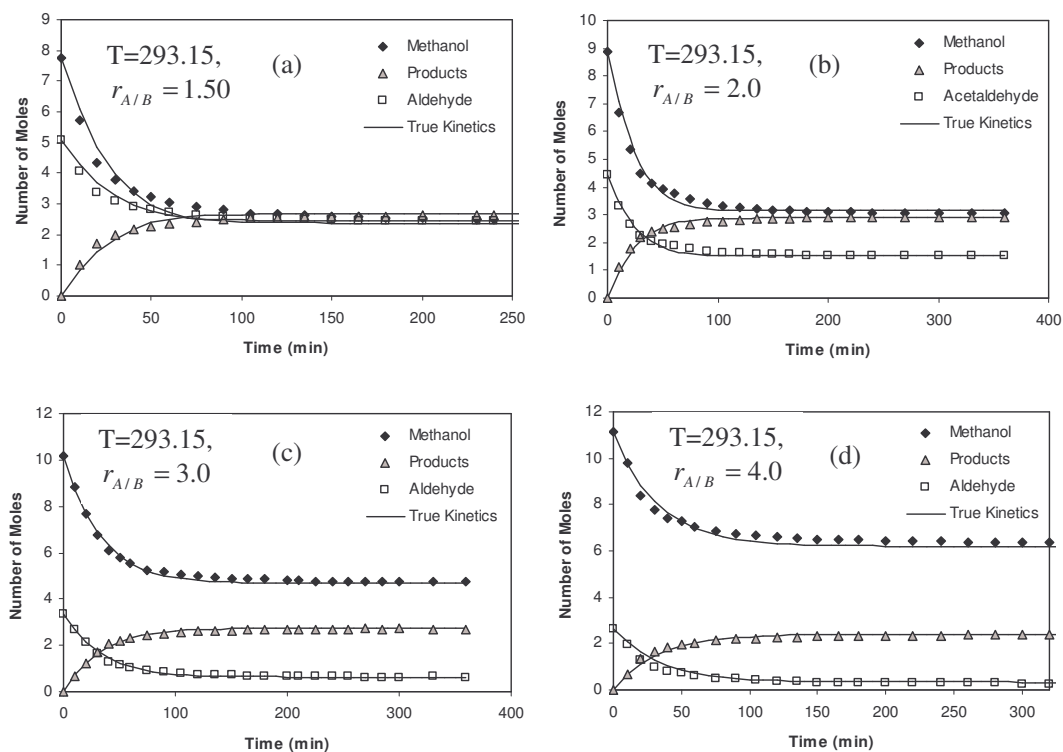 T=293.15,
r_{A/B} = 1.50
(a)
Methanol
Products
Aldehyde
True Kinetics
Number of Moles
9
8
7
6
5
4
3
2
1
0
0 50 100 150 200 250
Time (min)
T=293.15,
r_{A/B} = 2.0
(b)
Methanol
Products
Acetaldehyde
True Kinetics
Number of Moles
10
9
8
7
6
5
4
3
2
1
0
0 100 200 300 400
Time (min)
T=293.15,
r_{A/B} = 3.0
(c)
Methanol
Products
Aldehyde
True Kinetics
Number of Moles
12
10
8
6
4
2
0
0 100 200 300 400
Time (min)
T=293.15,
r_{A/B} = 4.0
(d)
Methanol
Products
Aldehyde
True Kinetics
Number of Moles
12
10
8
6
4
2
0
0 50 100 150 200 250 300
Time (min)